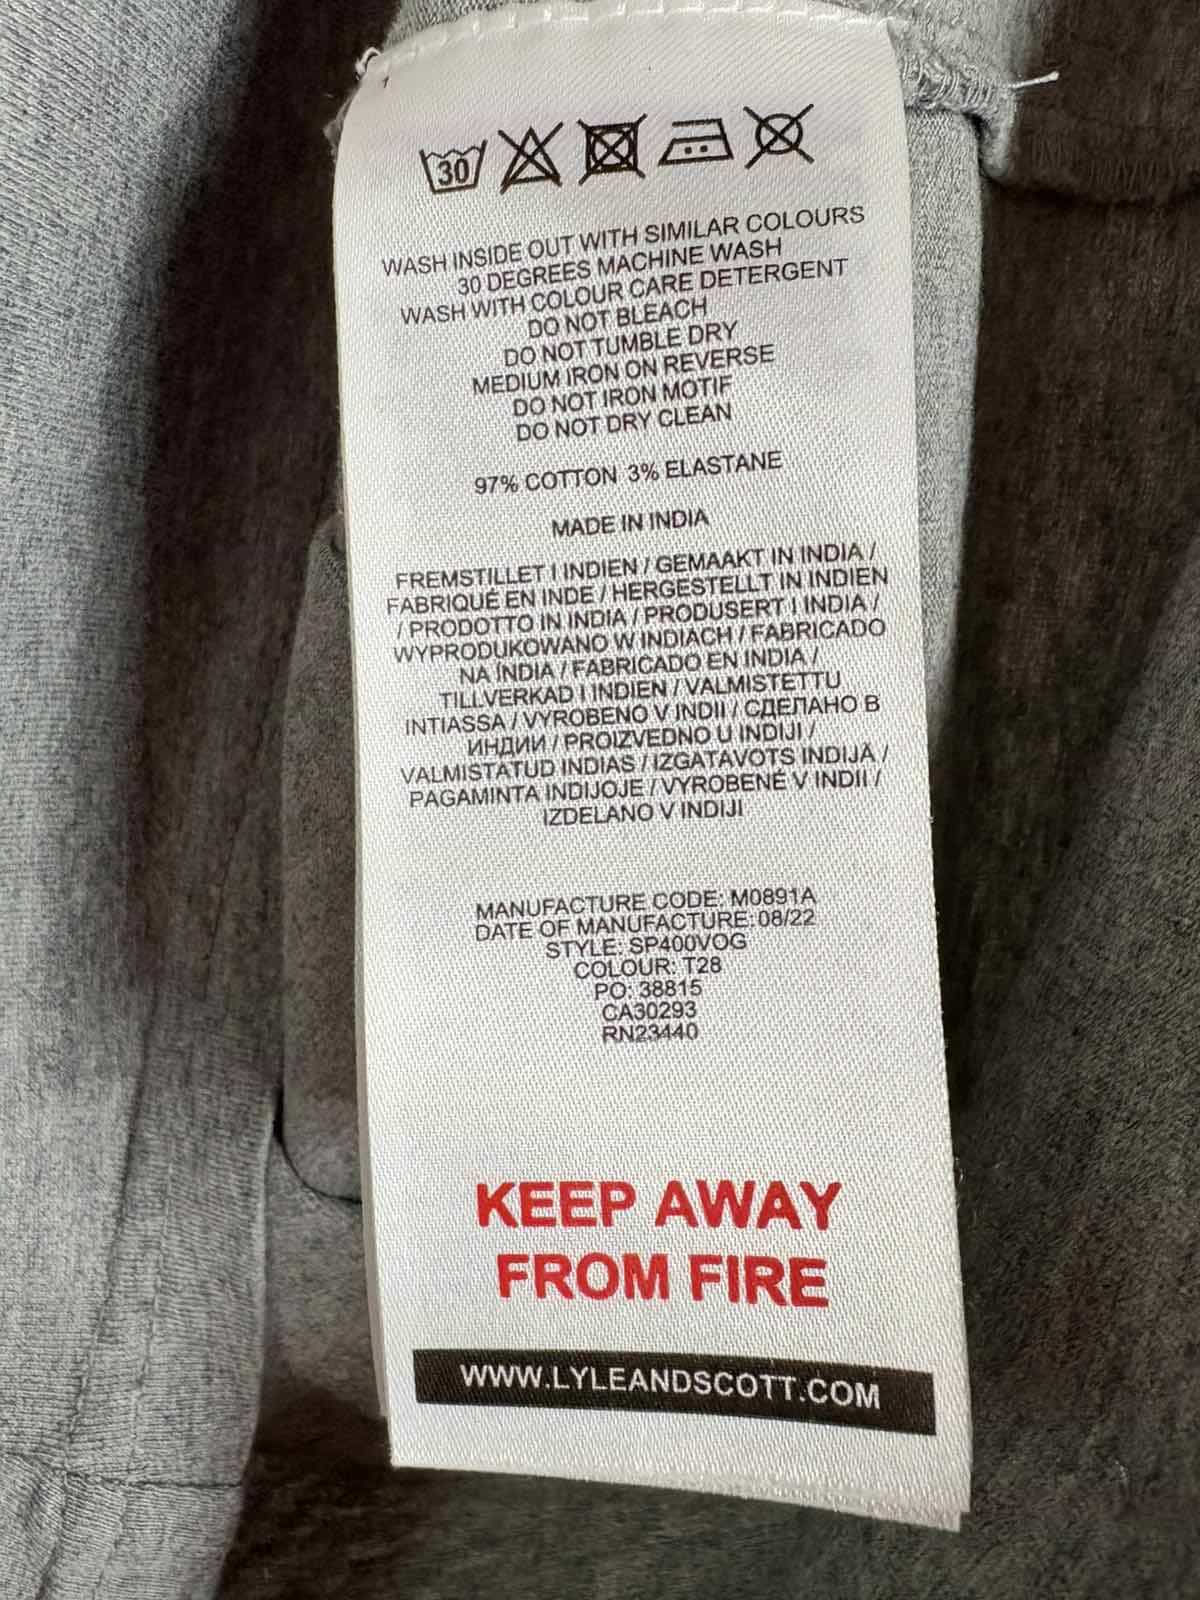 30
WASH INSIDE OUT WITH SIMILAR COLOURS
30 DEGREES MACHINE WASH
WASH WITH COLOUR CARE DETERGENT
DO NOT BLEACH
DO NOT TUMBLE DRY
MEDIUM IRON ON REVERSE
DO NOT IRON MOTIF
DO NOT DRY CLEAN
97% COTTON 3% ELASTANE
MADE IN INDIA
FREMSTILLET I INDIEN / GEMAAKT IN INDIA /
FABRIQUÉ EN INDE / HERGESTELLT IN INDIEN
/ PRODOTTO IN INDIA / PRODUSERT I INDIA /
WYPRODUKOWANO W INDIACH / FABRICADO
NA ÍNDIA / FABRICADO EN INDIA /
TILLVERKAD I INDIEN / VALMISTETTU
INTIASSA / VYROBENO V INDII / СДЕЛАНО В
ИНДИИ / PROIZVEDNO U INDIJI /
VALMISTATUD INDIAS / IZGATAVOTS INDIJĀ /
PAGAMINTA INDIJOJE / VYROBENÉ V INDII /
IZDELANO V INDIJI
MANUFACTURE CODE: M0891A
DATE OF MANUFACTURE: 08/22
STYLE: SP400VOG
COLOUR: T28
PO: 38815
CA30293
RN23440
KEEP AWAY
FROM FIRE
WWW.LYLEANDSCOTT.COM